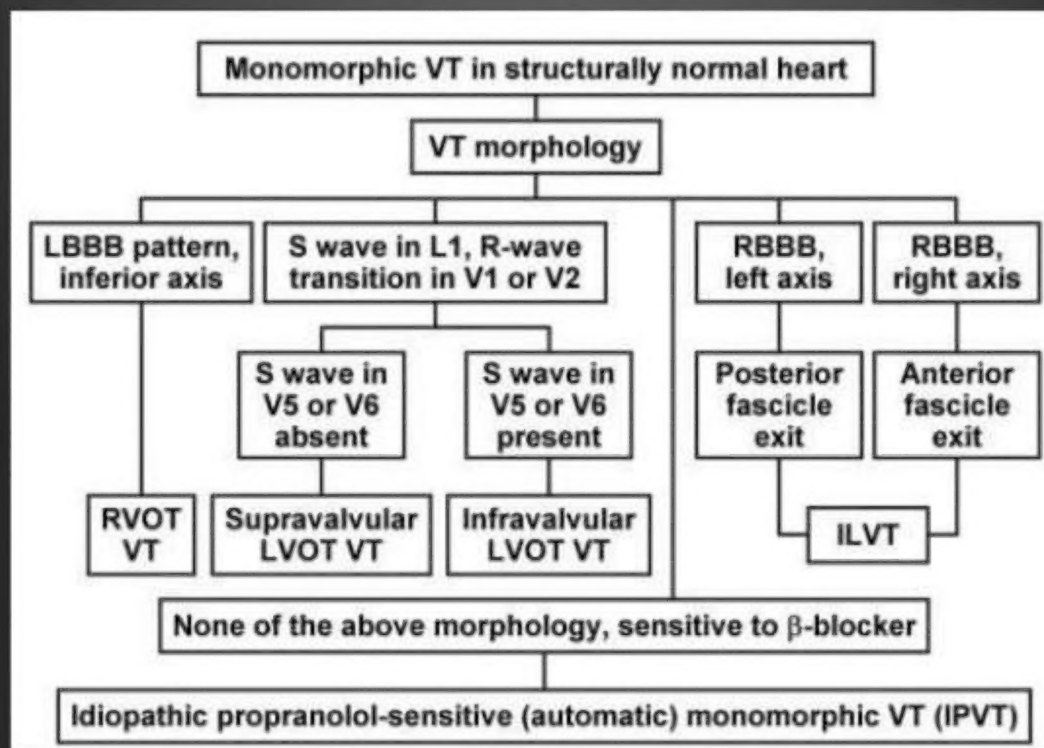 Monomorphic VT in structurally normal heart
VT morphology
LBBB pattern,
inferior axis
S wave in L1, R-wave
transition in V1 or V2
RBBB,
left axis
RBBB,
right axis
S wave in
V5 or V6
absent
S wave in
V5 or V6
present
Posterior
fascicle
exit
Anterior
fascicle
exit
RVOT
VT
Supravalvular
LVOT VT
Infravalvular
LVOT VT
ILVT
None of the above morphology, sensitive to β-blocker
Idiopathic propranolol-sensitive (automatic) monomorphic VT (IPVT)